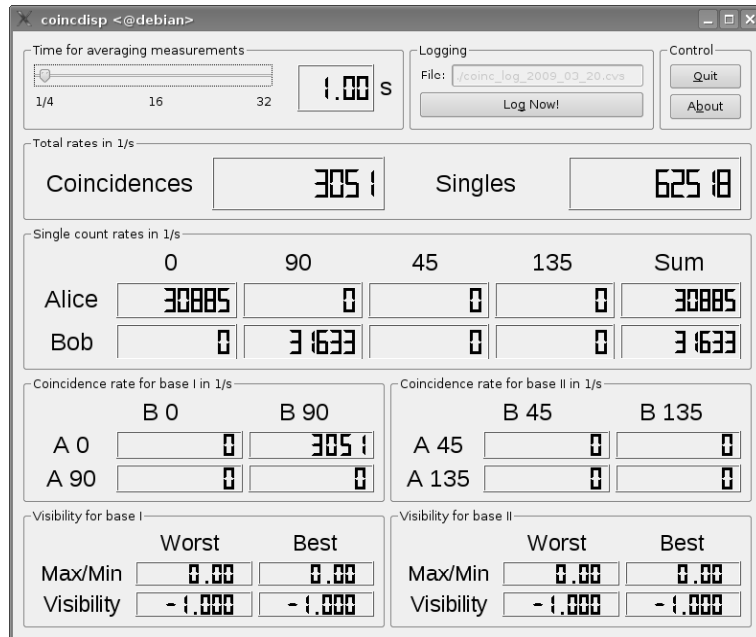 coincdisp <@debian>
Time for averaging measurements
1/4 16 32
1.00 s
Logging
File: ./coinc_log_2009_03_20.cvs
Log Now!
Control
Quit
About
Total rates in 1/s
Coincidences 3051 Singles 62518
Single count rates in 1/s
0 90 45 135 Sum
Alice 30885 0 0 0 30885
Bob 0 31633 0 0 31633
Coincidence rate for base I in 1/s
B 0 B 90
A 0 0 3051
A 90 0 0
Coincidence rate for base II in 1/s
B 45 B 135
A 45 0 0
A 135 0 0
Visibility for base I
Worst Best
Max/Min 0.00 0.00
Visibility -1.000 -1.000
Visibility for base II
Worst Best
Max/Min 0.00 0.00
Visibility -1.000 -1.000